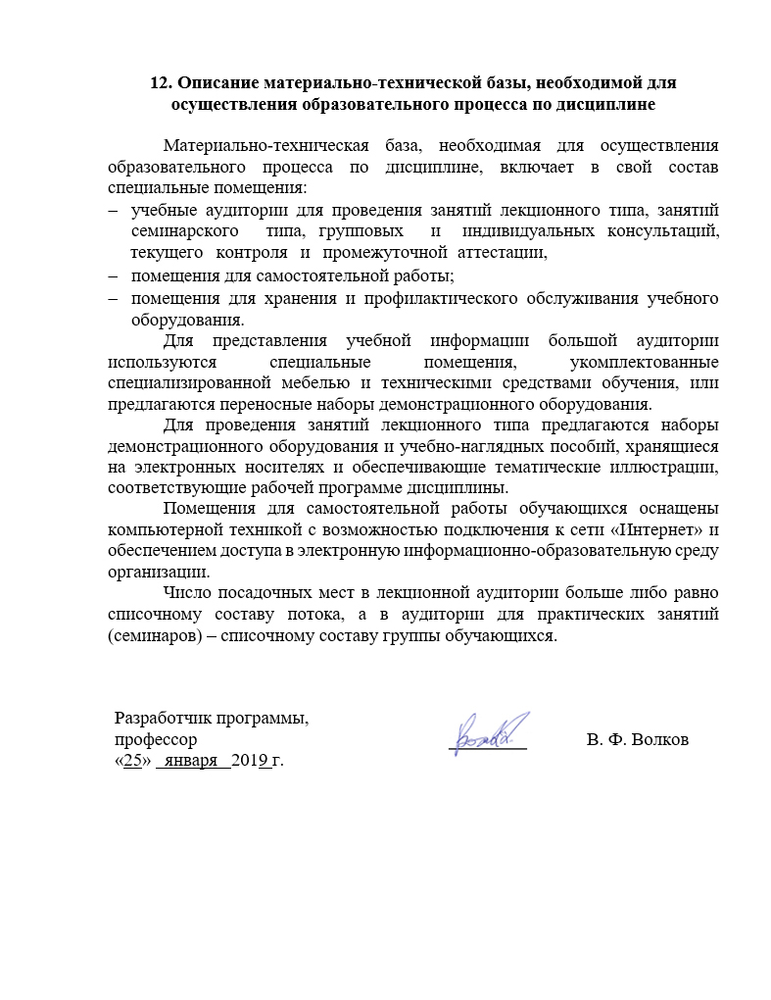 12. Описание материально-технической базы, необходимой для
осуществления образовательного процесса по дисциплине
Материально-техническая база, необходимая для осуществления
образовательного процесса по дисциплине, включает в свой состав
специальные помещения:
– учебные аудитории для проведения занятий лекционного типа, занятий
семинарского типа, групповых и индивидуальных консультаций,
текущего контроля и промежуточной аттестации,
– помещения для самостоятельной работы;
– помещения для хранения и профилактического обслуживания учебного
оборудования.
Для представления учебной информации большой аудитории
используются специальные помещения, укомплектованные
специализированной мебелью и техническими средствами обучения, или
предлагаются переносные наборы демонстрационного оборудования.
Для проведения занятий лекционного типа предлагаются наборы
демонстрационного оборудования и учебно-наглядных пособий, хранящиеся
на электронных носителях и обеспечивающие тематические иллюстрации,
соответствующие рабочей программе дисциплины.
Помещения для самостоятельной работы обучающихся оснащены
компьютерной техникой с возможностью подключения к сети «Интернет» и
обеспечением доступа в электронную информационно-образовательную среду
организации.
Число посадочных мест в лекционной аудитории больше либо равно
списочному составу потока, а в аудитории для практических занятий
(семинаров) – списочному составу группы обучающихся.
Разработчик программы,
профессор В. Ф. Волков
«25» января 2019 г.